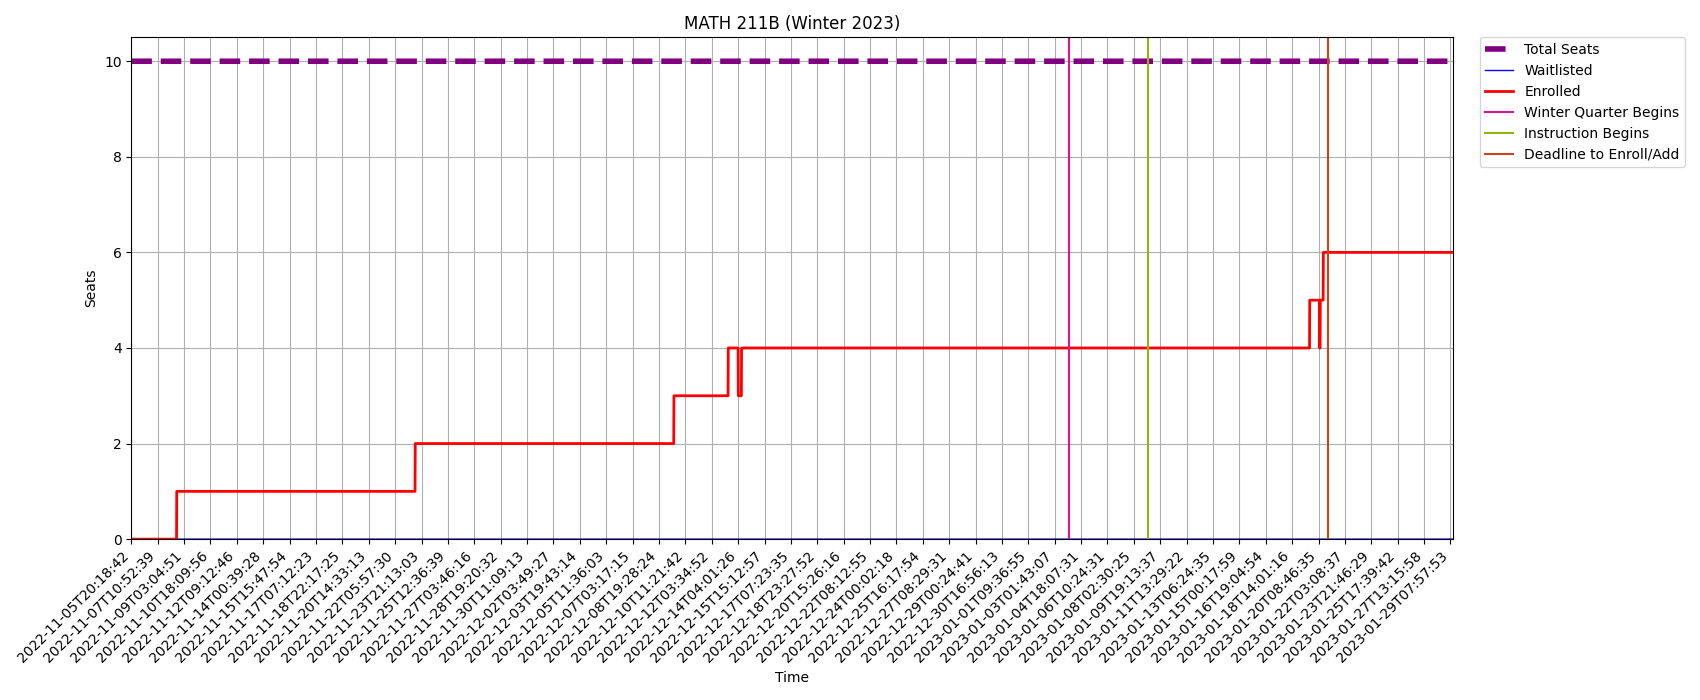 MATH 211B (Winter 2023)
Total Seats
Waitlisted
Enrolled
Winter Quarter Begins
Instruction Begins
Deadline to Enroll/Add
Seats
10
8
6
4
2
0
2022-11-05T20:18:42
2022-11-07T10:52:39
2022-11-09T03:04:51
2022-11-10T18:09:56
2022-11-12T09:12:46
2022-11-14T00:39:28
2022-11-15T15:47:54
2022-11-17T07:12:23
2022-11-18T22:17:25
2022-11-20T14:33:13
2022-11-22T05:57:30
2022-11-23T21:13:03
2022-11-25T12:36:39
2022-11-27T03:46:16
2022-11-28T19:20:32
2022-11-30T11:09:13
2022-12-02T03:49:27
2022-12-03T19:43:14
2022-12-05T11:36:03
2022-12-07T03:17:15
2022-12-08T19:28:24
2022-12-10T11:21:42
2022-12-12T03:34:52
2022-12-14T04:01:26
2022-12-15T15:12:57
2022-12-17T07:23:35
2022-12-18T23:27:52
2022-12-20T15:26:16
2022-12-22T08:12:55
2022-12-24T00:02:18
2022-12-25T16:17:54
2022-12-27T08:29:31
2022-12-29T00:24:41
2022-12-30T16:56:13
2023-01-01T09:36:55
2023-01-03T01:43:07
2023-01-04T18:07:31
2023-01-06T10:24:31
2023-01-08T02:30:25
2023-01-09T19:13:37
2023-01-11T13:29:22
2023-01-13T06:24:35
2023-01-15T00:17:59
2023-01-16T19:04:54
2023-01-18T14:01:16
2023-01-20T08:46:35
2023-01-22T03:08:37
2023-01-23T21:46:29
2023-01-25T17:39:42
2023-01-27T13:15:58
2023-01-29T07:57:53
Time